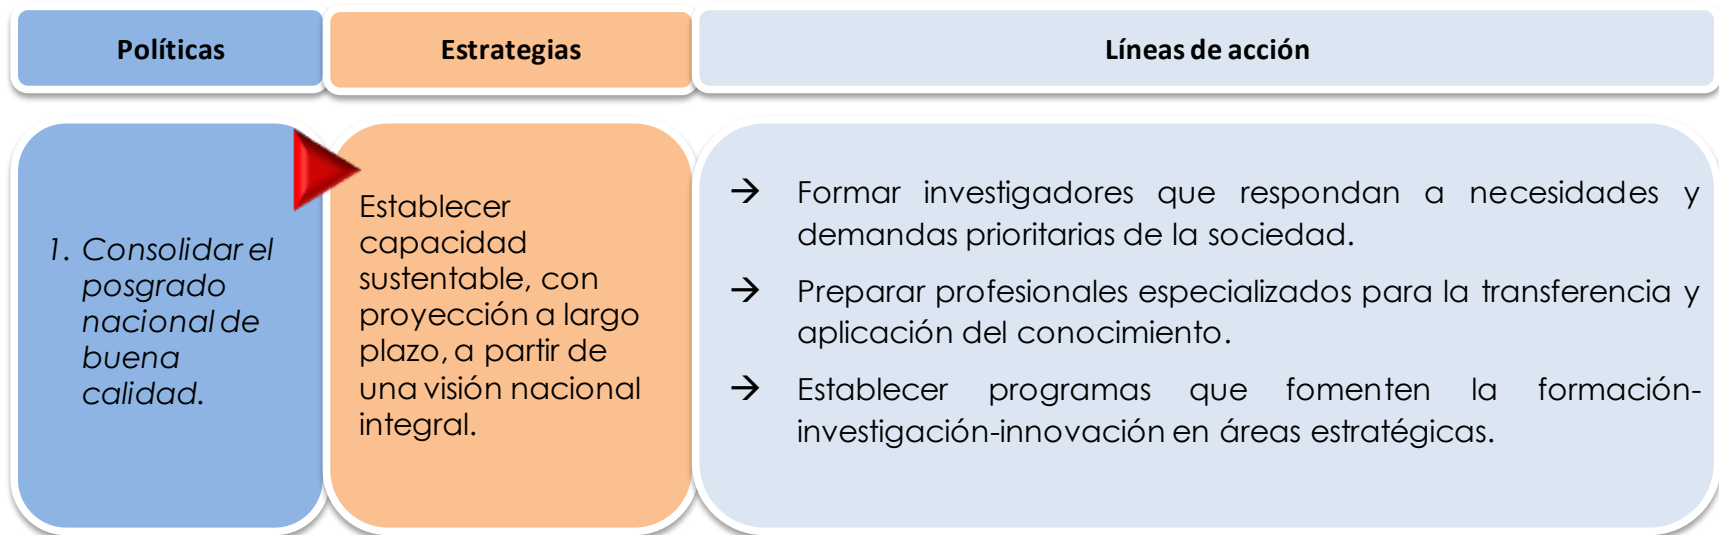 Políticas
Estrategias
Líneas de acción
1. Consolidar el
posgrado
nacional de
buena
calidad.
Establecer
capacidad
sustentable, con
proyección a largo
plazo, a partir de
una visión nacional
integral.
→ Formar investigadores que respondan a necesidades y
demandas prioritarias de la sociedad.
→ Preparar profesionales especializados para la transferencia y
aplicación del conocimiento.
→ Establecer programas que fomenten la formación-
investigación-innovación en áreas estratégicas.